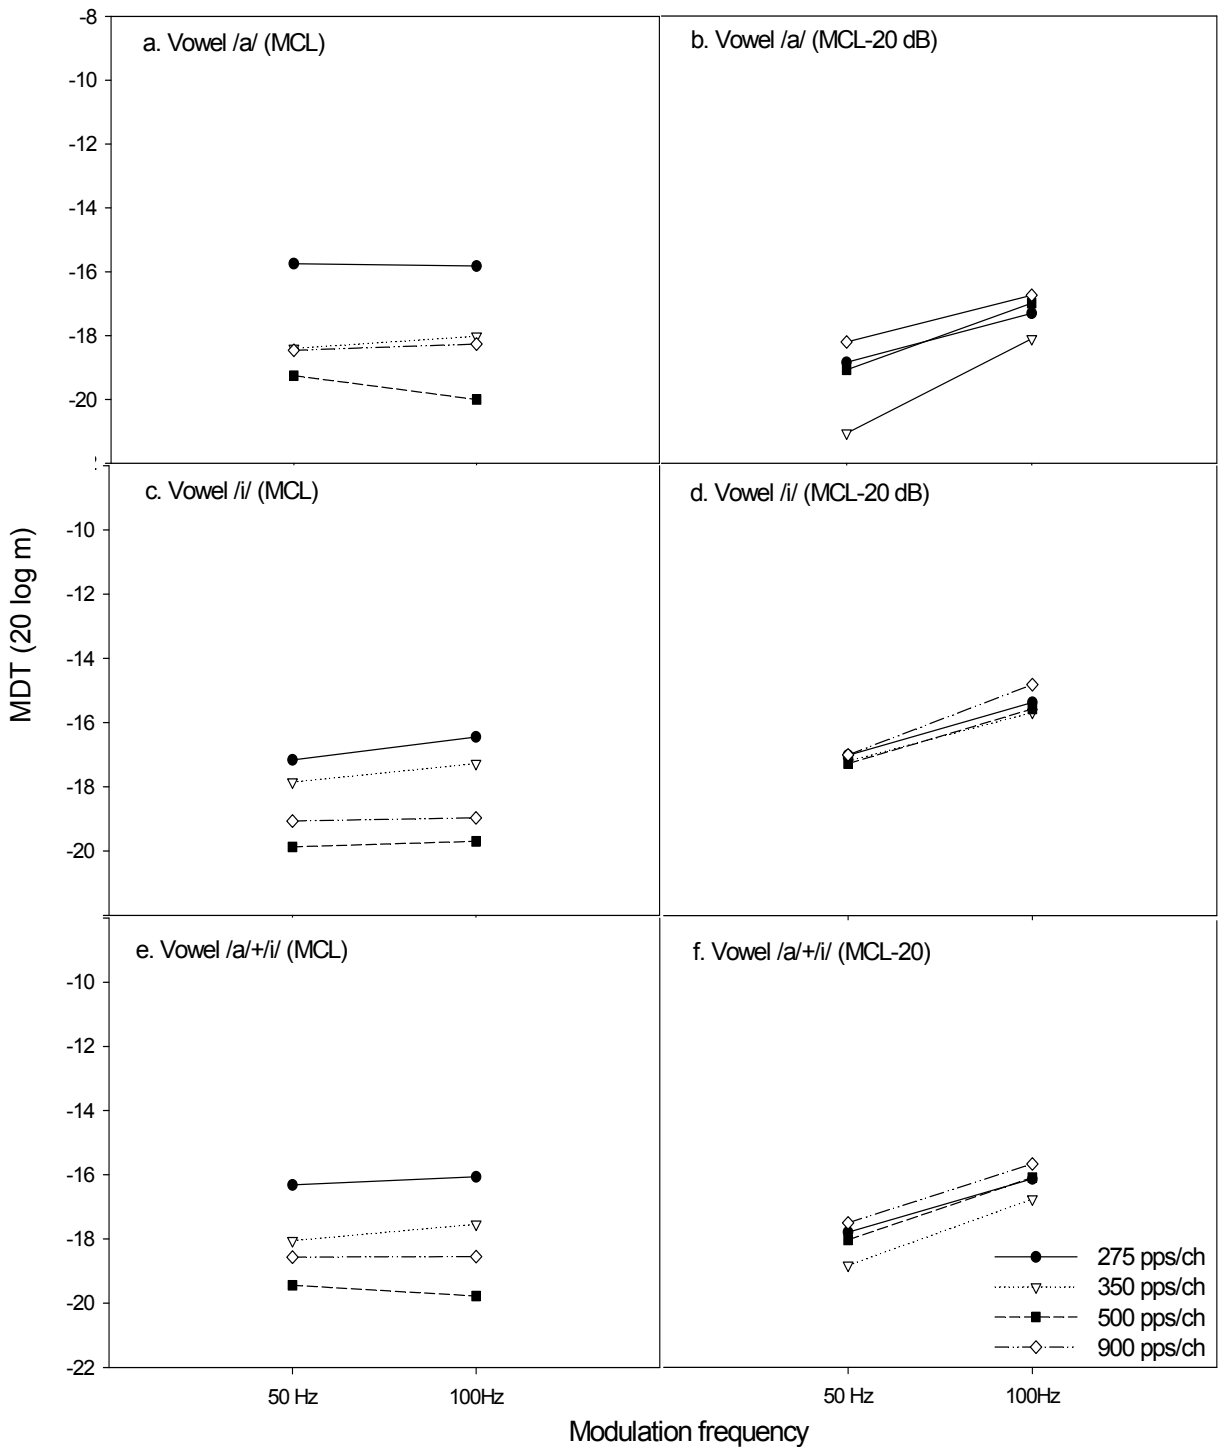 -8
a. Vowel /a/ (MCL)
b. Vowel /a/ (MCL-20 dB)
-10
-12
-14
-16
-18
-20
c. Vowel /i/ (MCL)
d. Vowel /i/ (MCL-20 dB)
-10
-12
-14
-16
-18
-20
MDT (20 log m)
e. Vowel /a/+/i/ (MCL)
f. Vowel /a/+/i/ (MCL-20)
-10
-12
-14
-16
-18
-20
-22
275 pps/ch
350 pps/ch
500 pps/ch
900 pps/ch
50 Hz
100Hz
50 Hz
100Hz
Modulation frequency